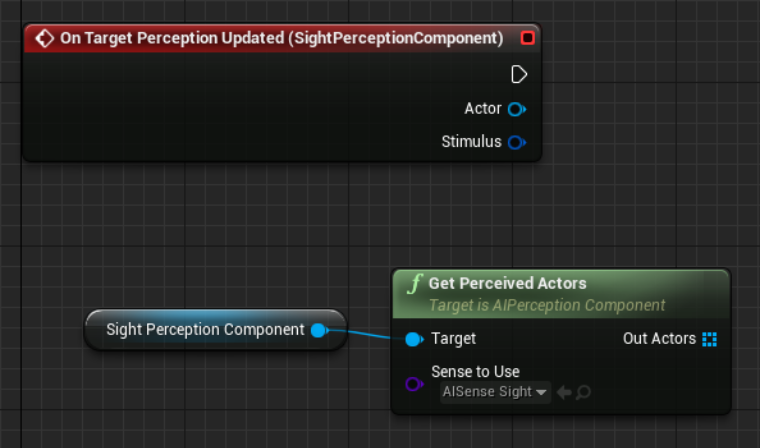 On Target Perception Updated (SightPerceptionComponent)
Actor
Stimulus
f Get Perceived Actors
Target is AIPerception Component
Sight Perception Component
Target
Out Actors
Sense to Use
AISense Sight